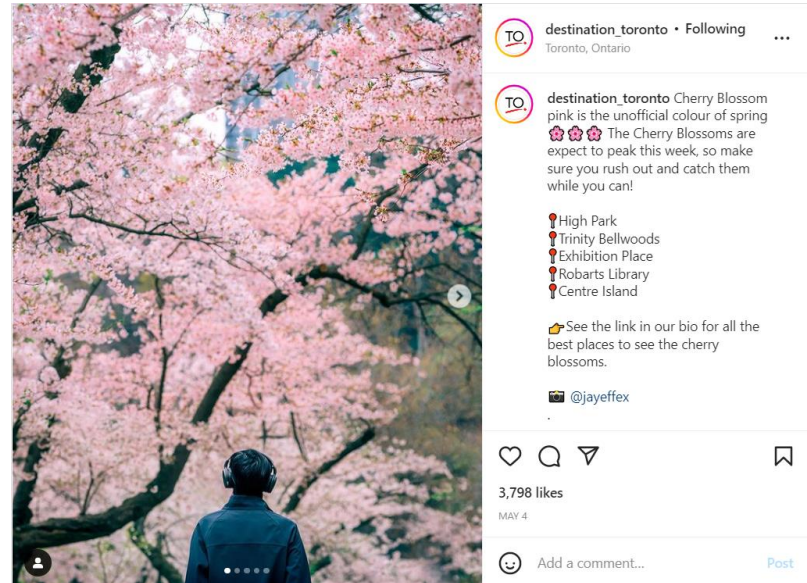 TO.
destination_toronto • Following
Toronto, Ontario
TO.
destination_toronto Cherry Blossom
pink is the unofficial colour of spring
🌸🌸🌸 The Cherry Blossoms are
expect to peak this week, so make
sure you rush out and catch them
while you can!
📍High Park
📍Trinity Bellwoods
📍Exhibition Place
📍Robarts Library
📍Centre Island
👉See the link in our bio for all the
best places to see the cherry
blossoms.
📸 @jayeffex
.
3,798 likes
MAY 4
Add a comment...
Post